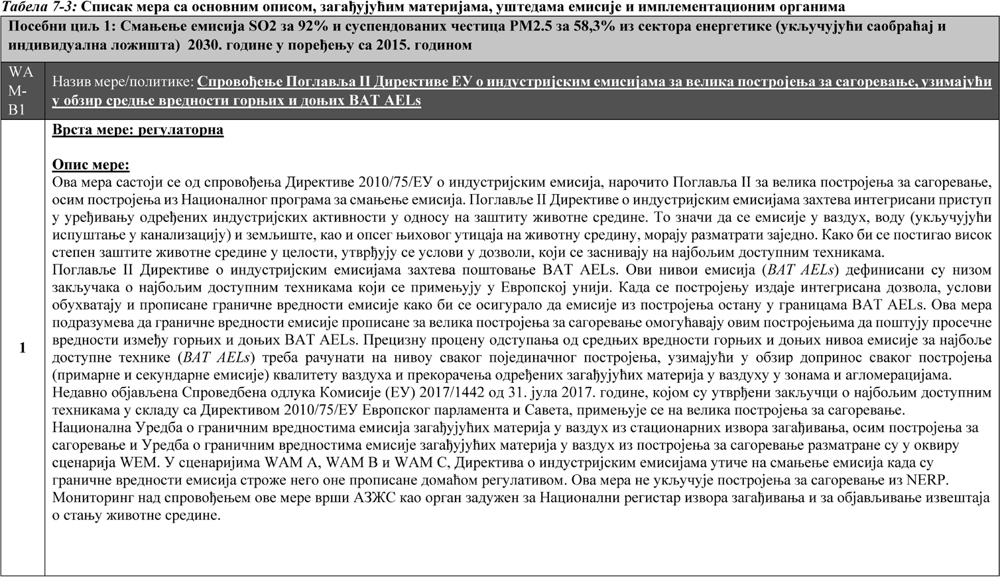 Табела 7-3: Списак мера са основним описом, загађујућим материјама, уштедама емисије и имплементационим органима
Посебни циљ 1: Смањење емисија SO2 за 92% и суспендованих честица PM2.5 за 58,3% из сектора енергетике (укључујући саобраћај и
индивидуална ложишта) 2030. године у поређењу са 2015. годином
WA
M-
B1
Назив мере/политике: Спровођење Поглавља II Директиве ЕУ о индустријским емисијама за велика постројења за сагоревање, узимајући
у обзир средње вредности горњих и доњих BAT AELs
1
Врста мере: регулаторна
Опис мере:
Ова мера састоји се од спровођења Директиве 2010/75/ЕУ о индустријским емисија, нарочито Поглавља II за велика постројења за сагоревање,
осим постројења из Националног програма за смањење емисија. Поглавље II Директиве о индустријским емисијама захтева интегрисани приступ
у уређивању одређених индустријских активности у односу на заштиту животне средине. То значи да се емисије у ваздух, воду (укључујући
испуштање у канализацију) и земљиште, као и опсег њиховог утицаја на животну средину, морају разматрати заједно. Како би се постигао висок
степен заштите животне средине у целости, утврђују се услови у дозволи, који се заснивају на најбољим доступним техникама.
Поглавље II Директиве о индустријским емисијама захтева поштовање BAT AELs. Ови нивои емисија (BAT AELs) дефинисани су низом
закључака о најбољим доступним техникама који се примењују у Европској унији. Када се постројењу издаје интегрисана дозвола, услови
обухватају и прописане граничне вредности емисије како би се осигурало да емисије из постројења остану у границама BAT AELs. Ова мера
подразумева да граничне вредности емисије прописане за велика постројења за сагоревање омогућавају овим постројењима да поштују просечне
вредности између горњих и доњих BAT AELs. Прецизну процену одступања од средњих вредности горњих и доњих нивоа емисије за најбоље
доступне технике (BAT AELs) треба рачунати на нивоу сваког појединачног постројења, узимајући у обзир допринос сваког постројења
(примарне и секундарне емисије) квалитету ваздуха и прекорачења одређених загађујућих материја у ваздуху у зонама и агломерацијама.
Недавно објављена Спроведбена одлука Комисије (ЕУ) 2017/1442 од 31. јула 2017. године, којом су утврђени закључци о најбољим доступним
техникама у складу са Директивом 2010/75/ЕУ Европског парламента и Савета, примењује се на велика постројења за сагоревање.
Национална Уредба о граничним вредностима емисија загађујућих материја у ваздух из стационарних извора загађивања, осим постројења за
сагоревање и Уредба о граничним вредностима емисије загађујућих материја у ваздух из постројења за сагоревање разматране су у оквиру
сценарија WEM. У сценаријима WAM A, WAM B и WAM C, Директива о индустријским емисијама утиче на смањење емисија када су
граничне вредности емисија строже него оне прописане домаћом регулативом. Ова мера не укључује постројења за сагоревање из NERP.
Мониторинг над спровођењем ове мере врши АЗЖС као орган задужен за Национални регистар извора загађивања и за објављивање извештаја
о стању животне средине.